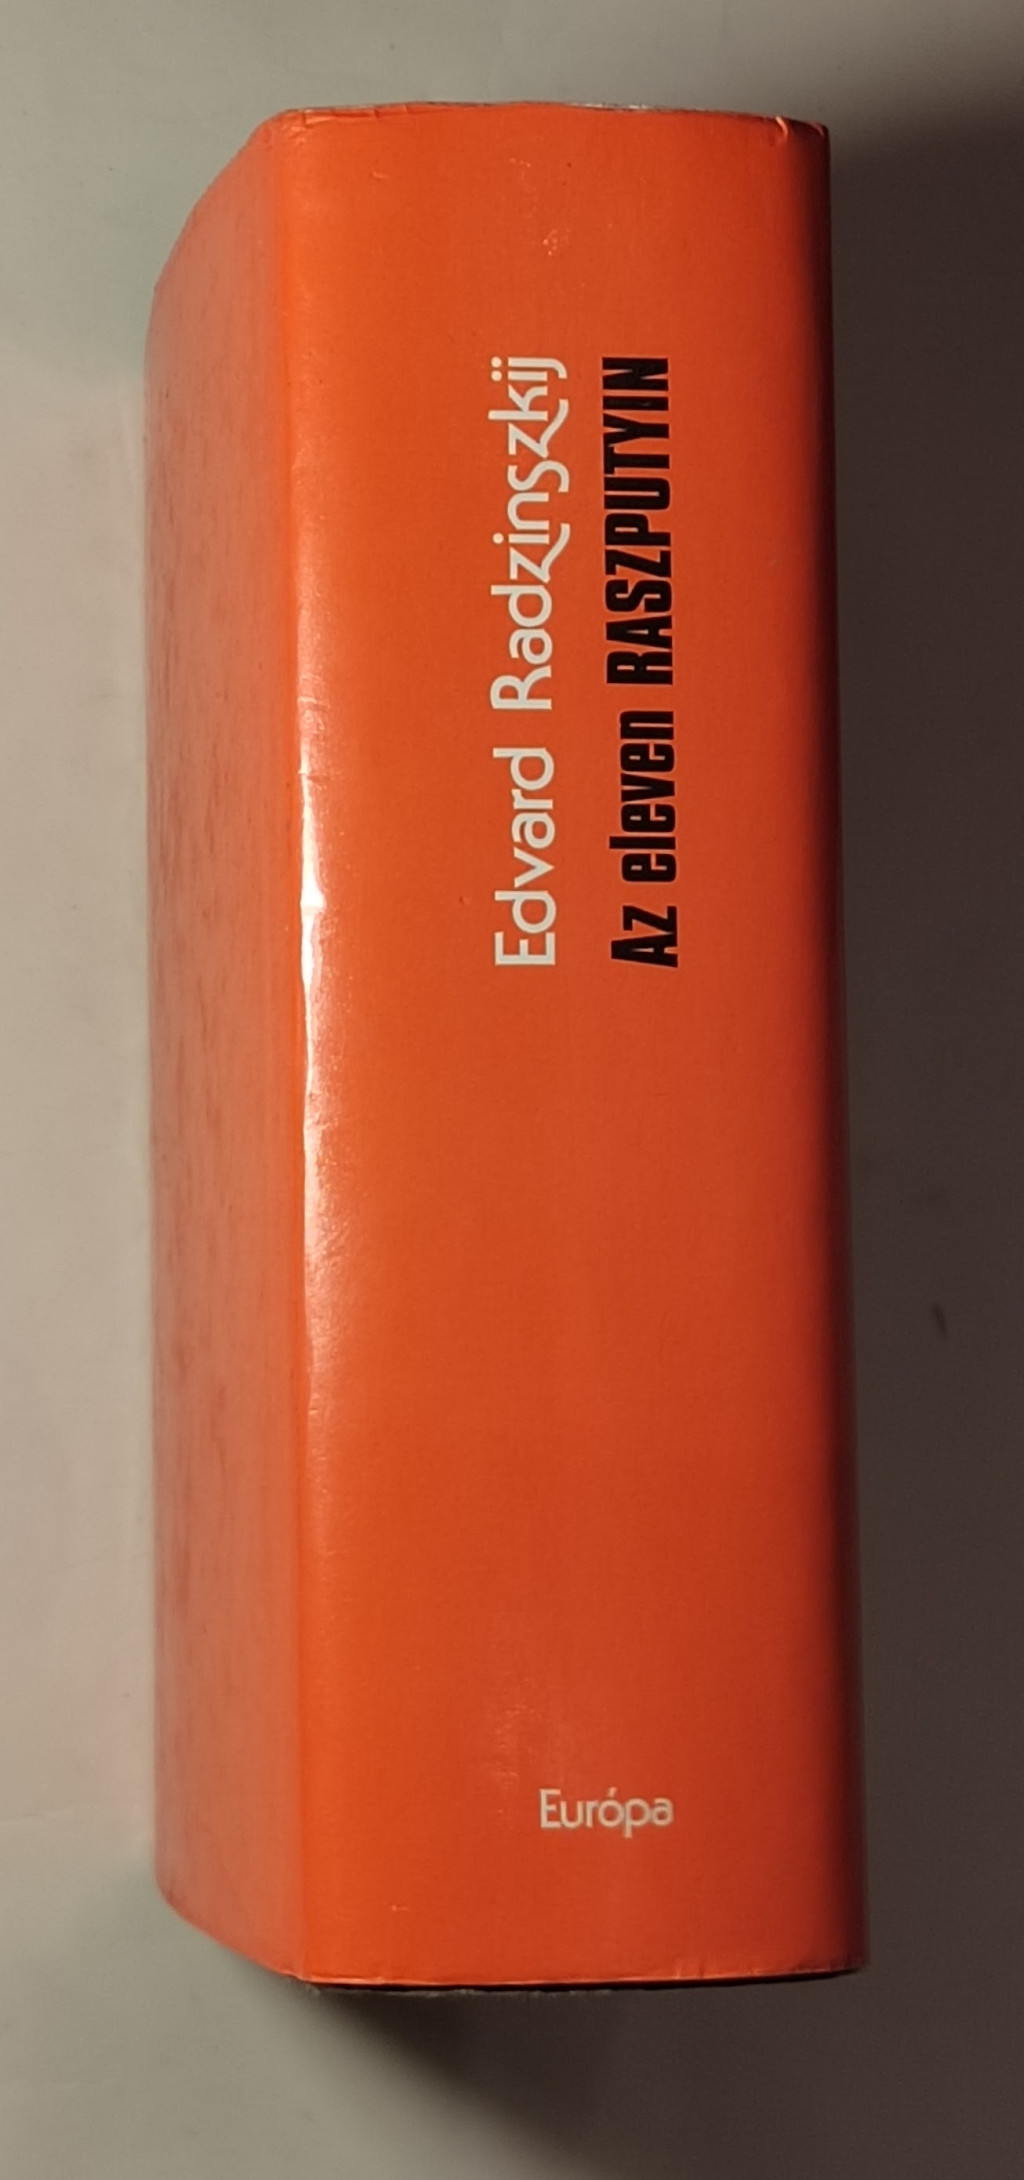 Edvard Radzinszkij
Az eleven RASZPUTYIN
Európa